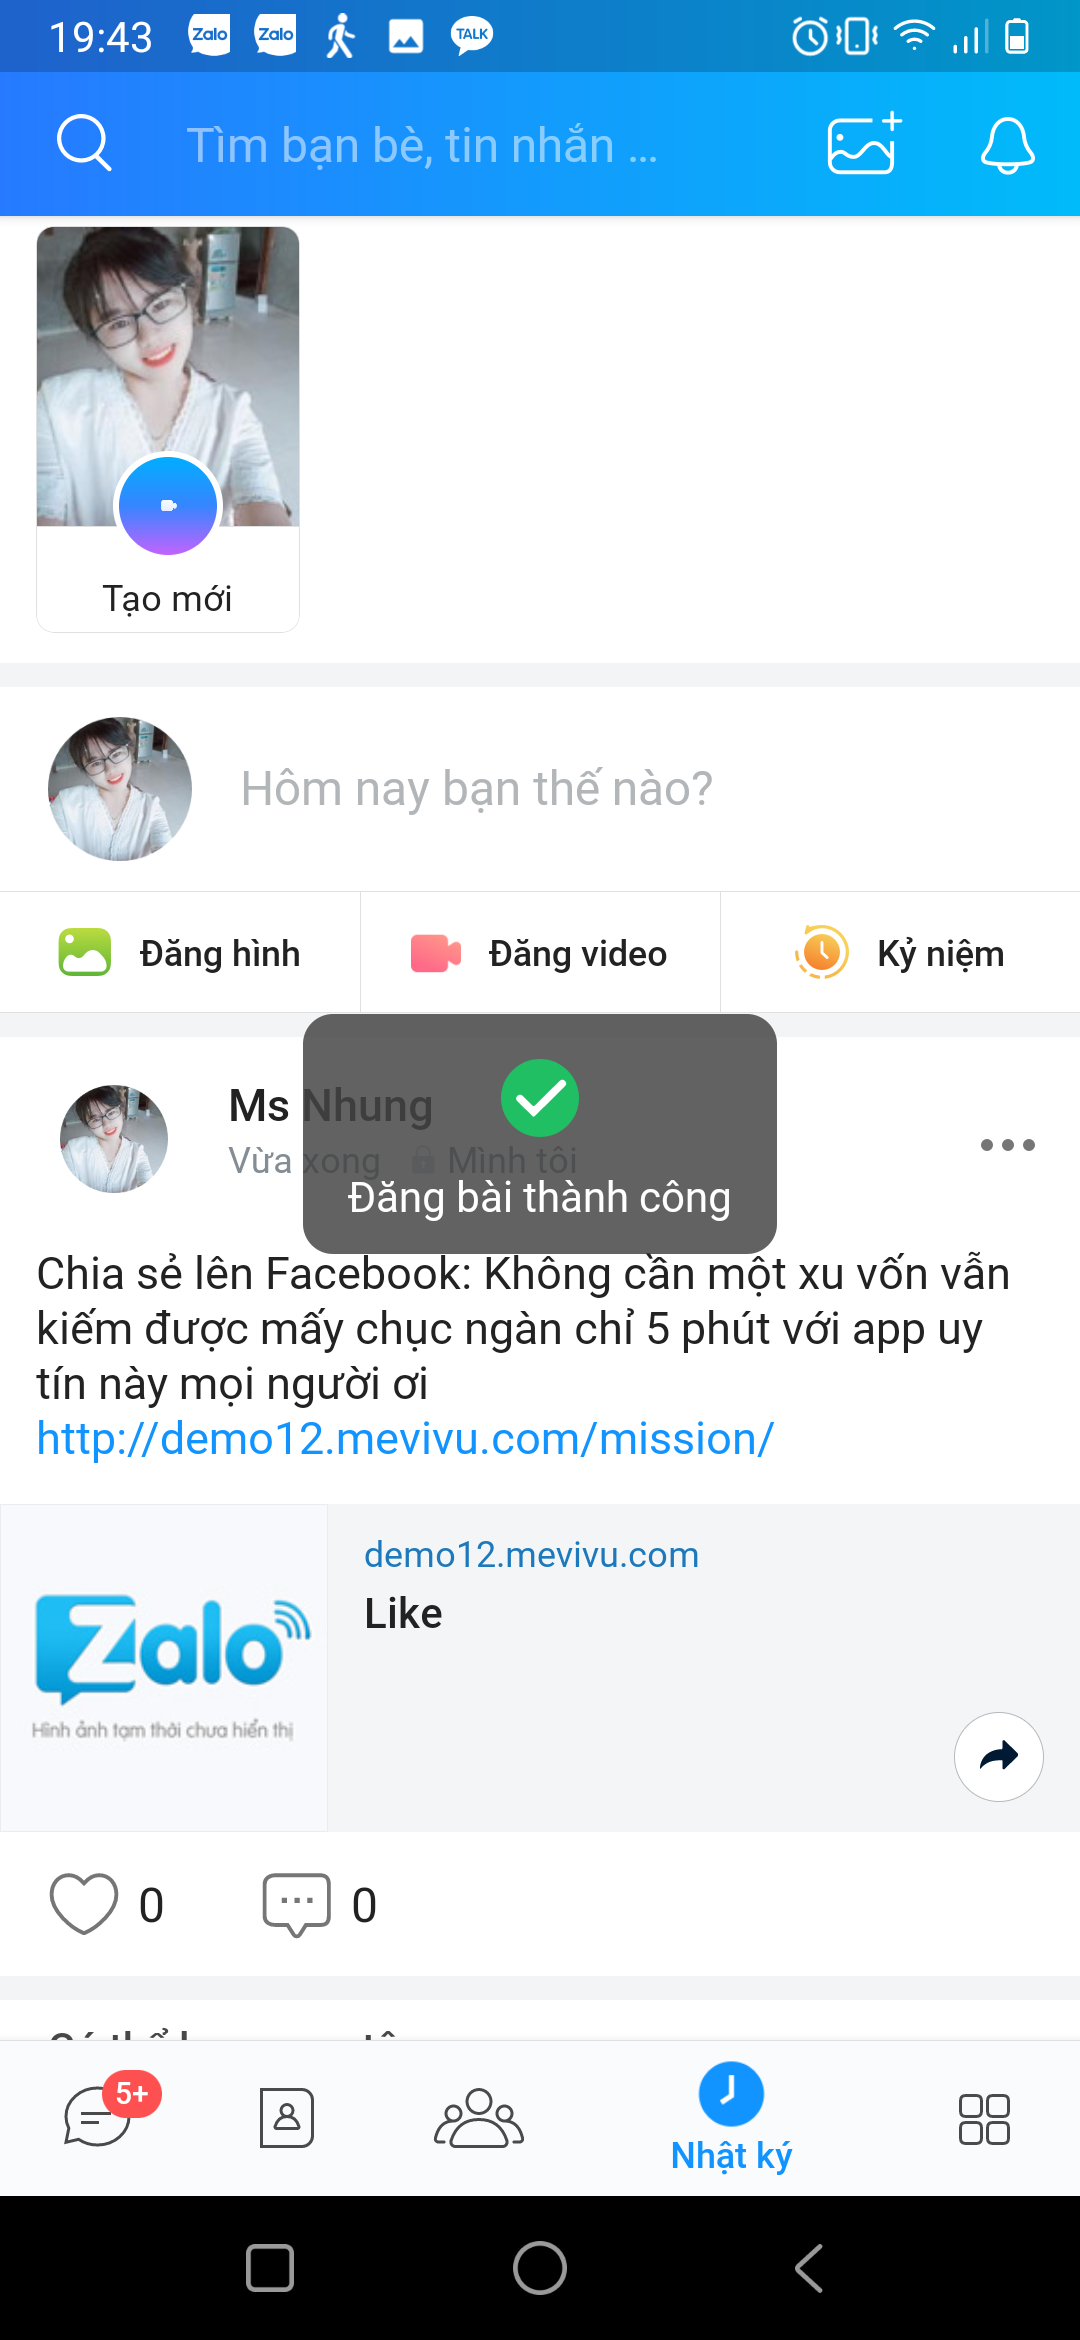 19:43
Zalo
Zalo
TALK
Tìm bạn bè, tin nhắn ...
Tạo mới
Hôm nay bạn thế nào?
Đăng hình
Đăng video
Kỷ niệm
Ms Nhung
Vừa xong Mình tôi
Đăng bài thành công
Chia sẻ lên Facebook: Không cần một xu vốn vẫn
kiếm được mấy chục ngàn chỉ 5 phút với app uy
tín này mọi người ơi
http://demo12.mevivu.com/mission/
demo12.mevivu.com
Like
Zalo
Hình ảnh tạm thời chưa hiển thị
0
0
5+
Nhật ký